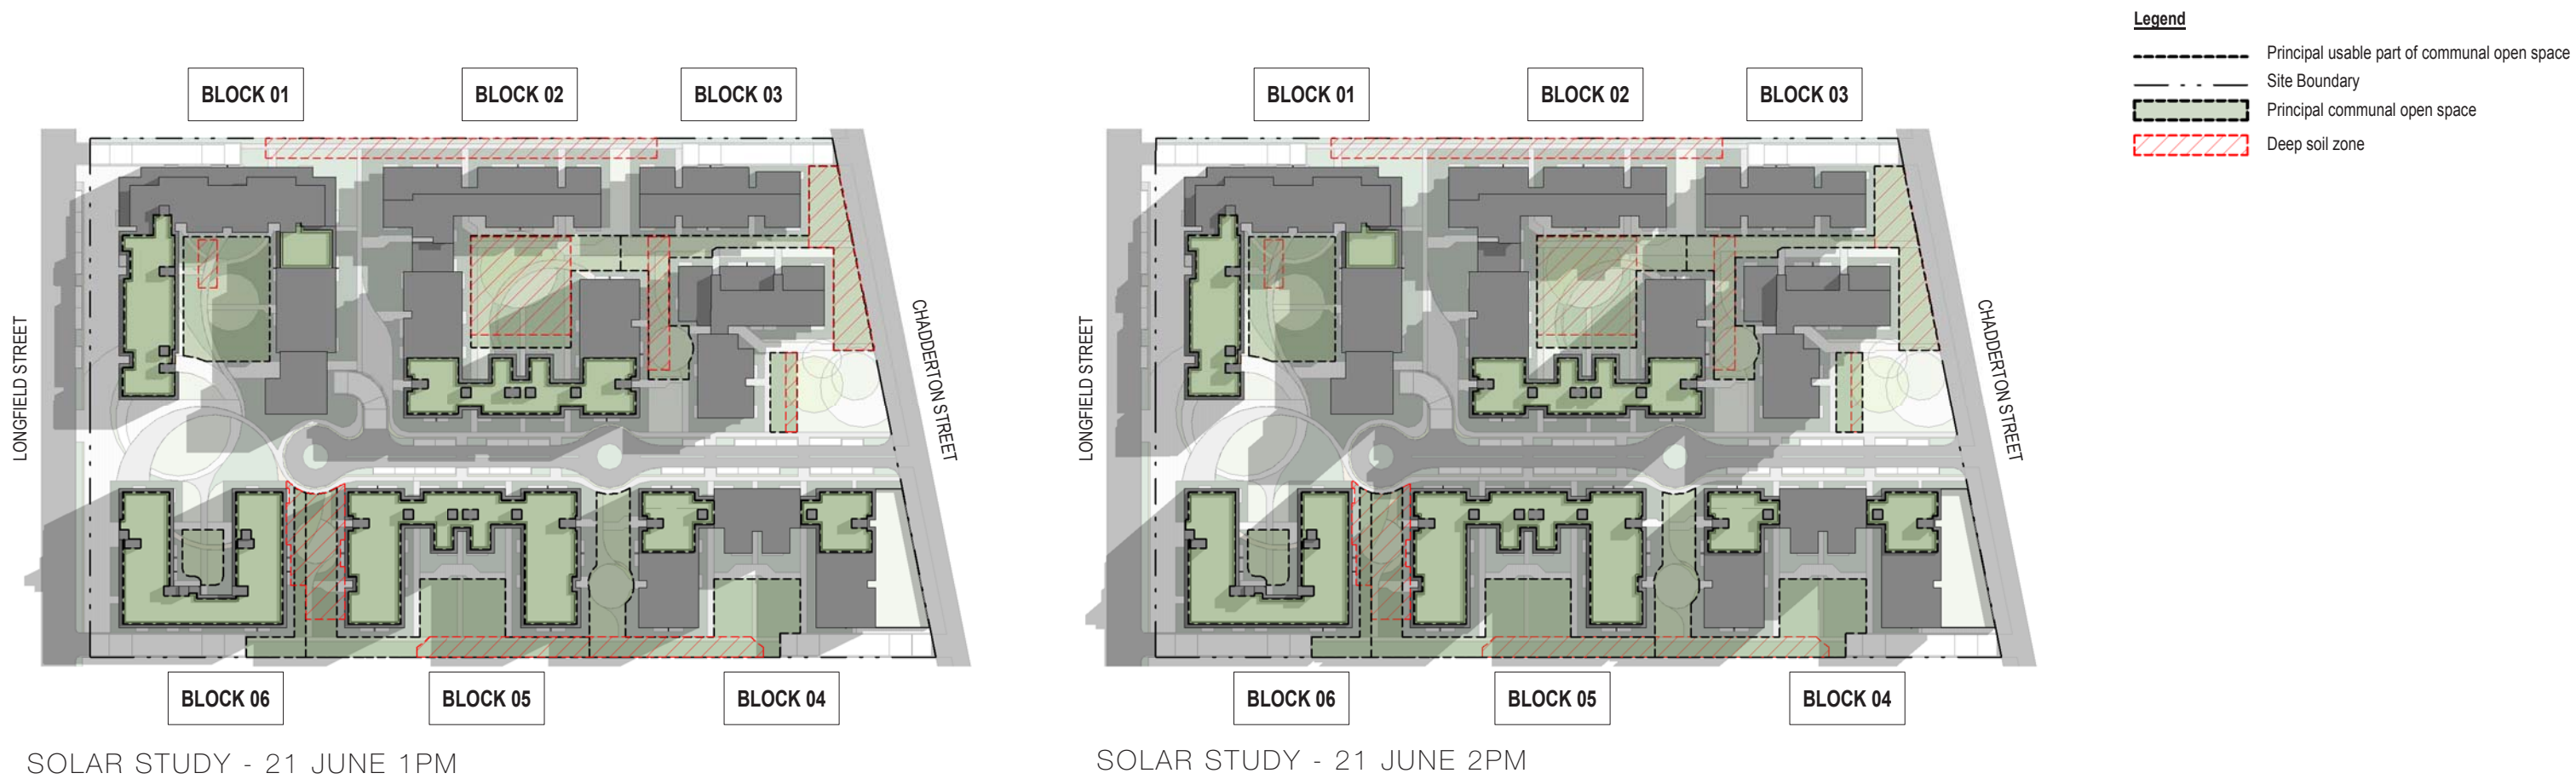 Legend
Principal usable part of communal open space
Site Boundary
Principal communal open space
Deep soil zone
BLOCK 01
BLOCK 02
BLOCK 03
LONGFIELD STREET
CHADDERTON STREET
BLOCK 06
BLOCK 05
BLOCK 04
SOLAR STUDY - 21 JUNE 1PM
BLOCK 01
BLOCK 02
BLOCK 03
LONGFIELD STREET
CHADDERTON STREET
BLOCK 06
BLOCK 05
BLOCK 04
SOLAR STUDY - 21 JUNE 2PM